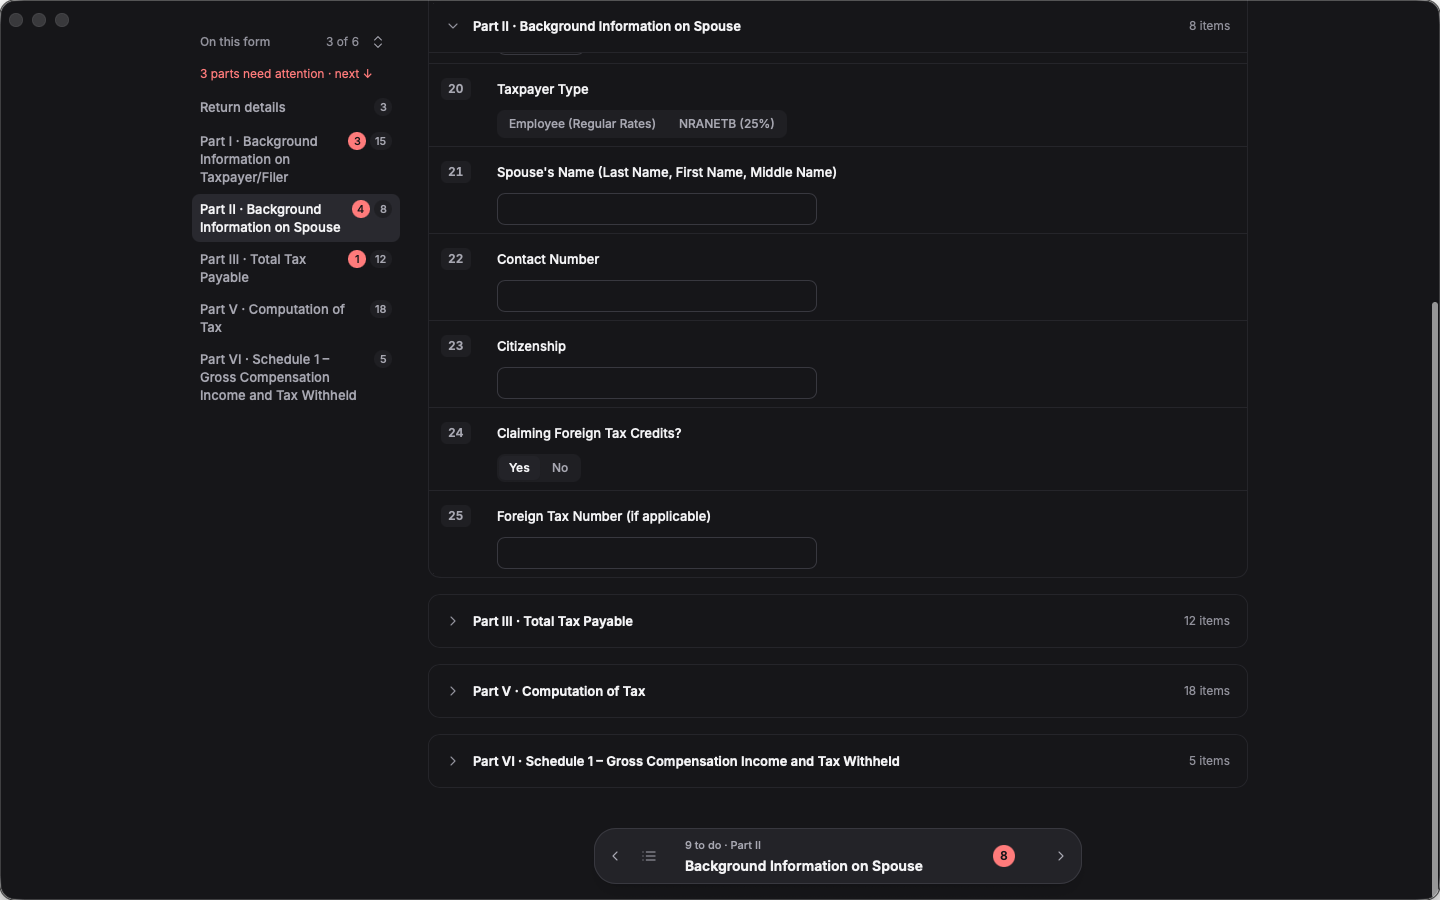 On this form
3 of 6
3 parts need attention · next ↓
Return details
3
Part I · Background Information on Taxpayer/Filer
3
15
Part II · Background Information on Spouse
4
8
Part III · Total Tax Payable
1
12
Part V · Computation of Tax
18
Part VI · Schedule 1 – Gross Compensation Income and Tax Withheld
5
Part II · Background Information on Spouse
8 items
20
Taxpayer Type
Employee (Regular Rates)
NRANETB (25%)
21
Spouse's Name (Last Name, First Name, Middle Name)
22
Contact Number
23
Citizenship
24
Claiming Foreign Tax Credits?
Yes
No
25
Foreign Tax Number (if applicable)
Part III · Total Tax Payable
12 items
Part V · Computation of Tax
18 items
Part VI · Schedule 1 – Gross Compensation Income and Tax Withheld
5 items
9 to do · Part II
Background Information on Spouse
8